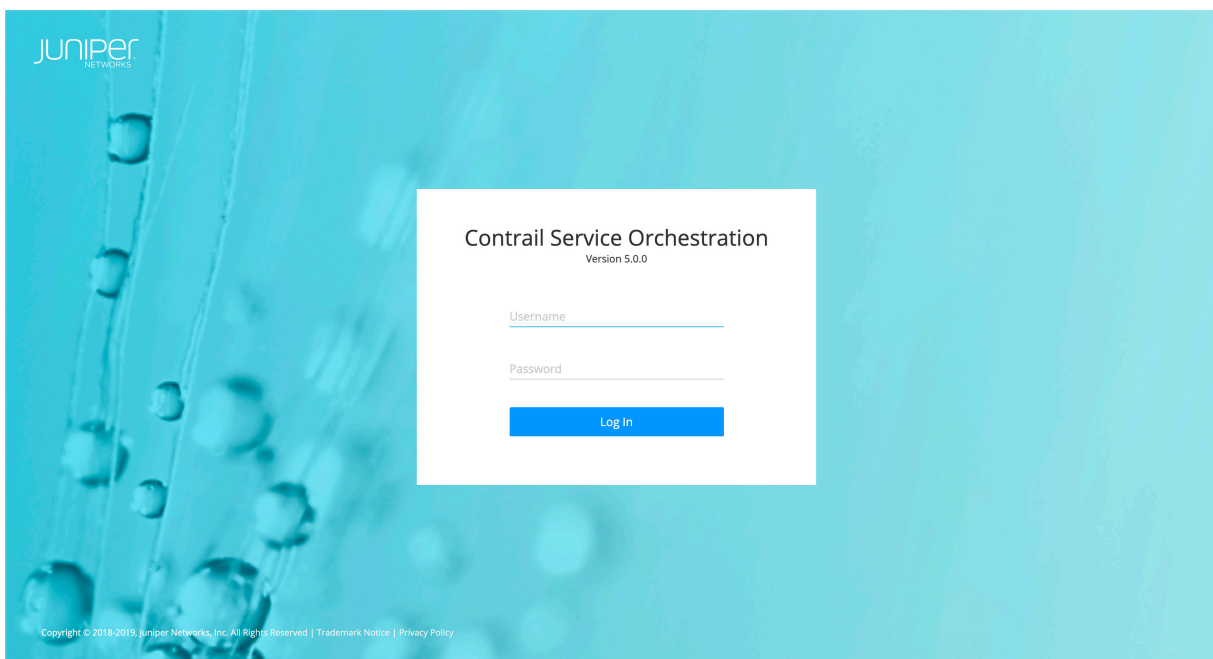 JUNIPER
NETWORKS
Contrail Service Orchestration
Version 5.0.0
Username
Password
Log In
Copyright © 2018-2019, Juniper Networks, Inc. All Rights Reserved | Trademark Notice | Privacy Policy